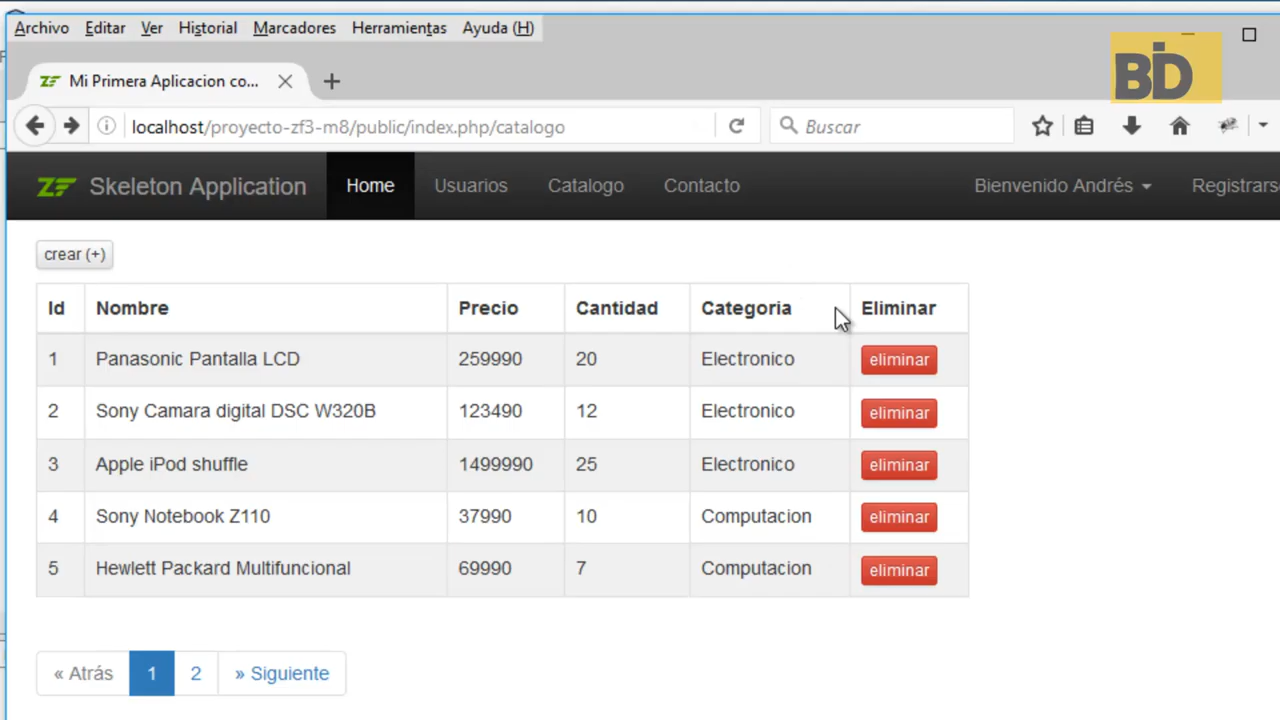 Archivo Editar Ver Historial Marcadores Herramientas Ayuda (H)
BID
ZF Mi Primera Aplicacion co...
localhost/proyecto-zf3-m8/public/index.php/catalogo Buscar
ZF Skeleton Application Home Usuarios Catalogo Contacto Bienvenido Andrés Registrars
crear (+)
Id Nombre Precio Cantidad Categoria Eliminar
1 Panasonic Pantalla LCD 259990 20 Electronico eliminar
2 Sony Camara digital DSC W320B 123490 12 Electronico eliminar
3 Apple iPod shuffle 1499990 25 Electronico eliminar
4 Sony Notebook Z110 37990 10 Computacion eliminar
5 Hewlett Packard Multifuncional 69990 7 Computacion eliminar
« Atrás 1 2 » Siguiente